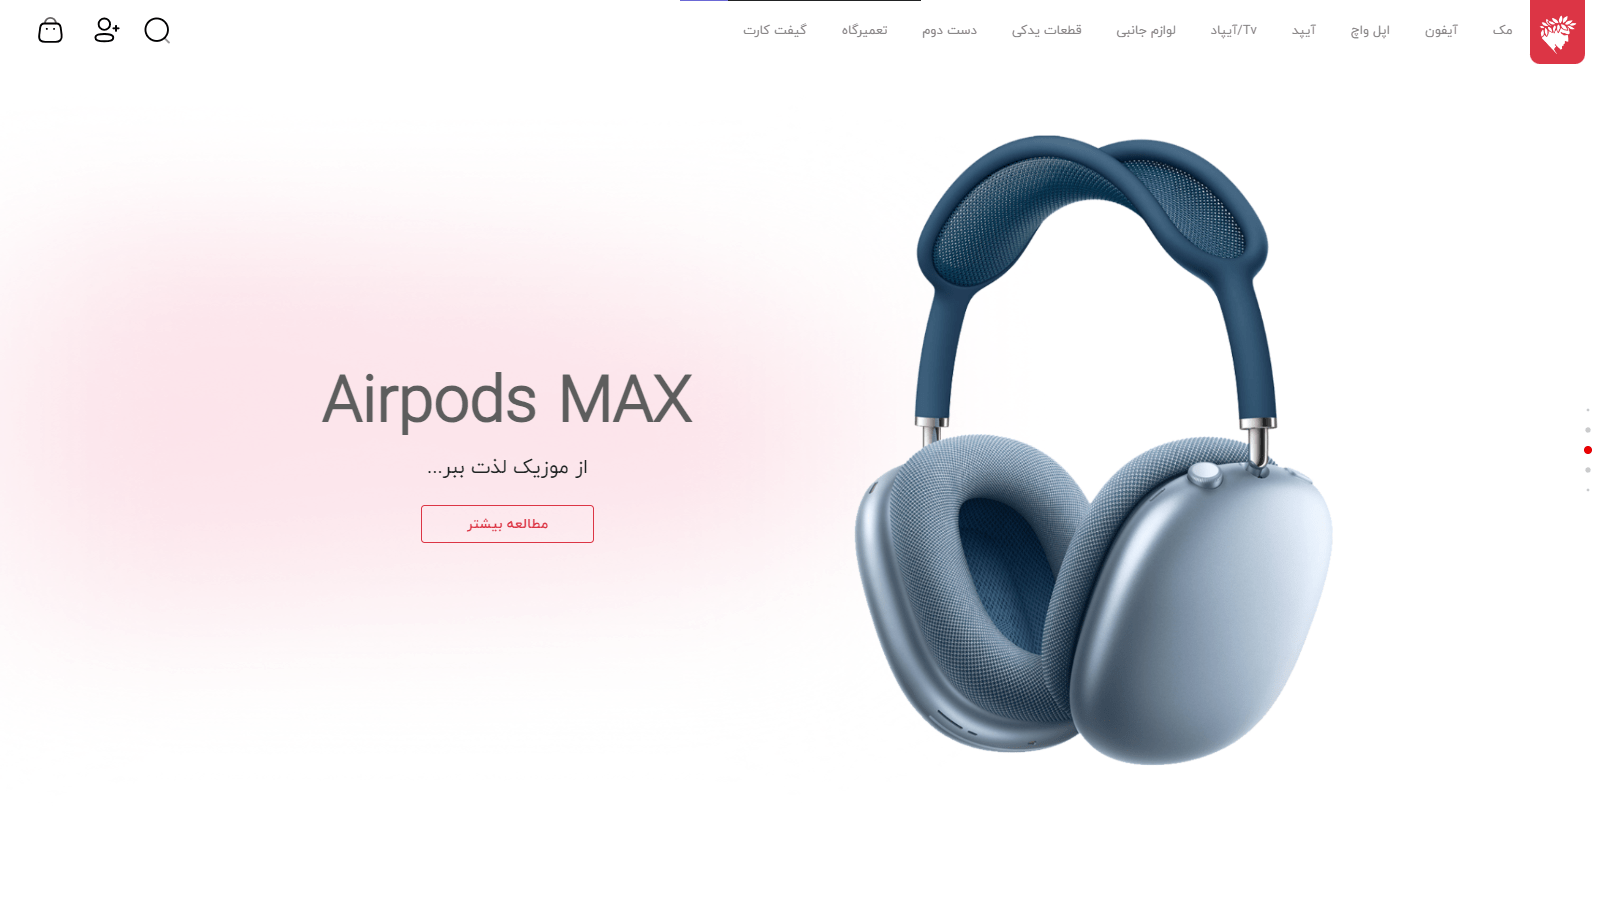 مک
آیفون
اپل واچ
آیپد
آیپاد/Tv
لوازم جانبی
قطعات یدکی
دست دوم
تعمیرگاه
گیفت کارت
Airpods MAX
از موزیک لذت ببر...
مطالعه بیشتر